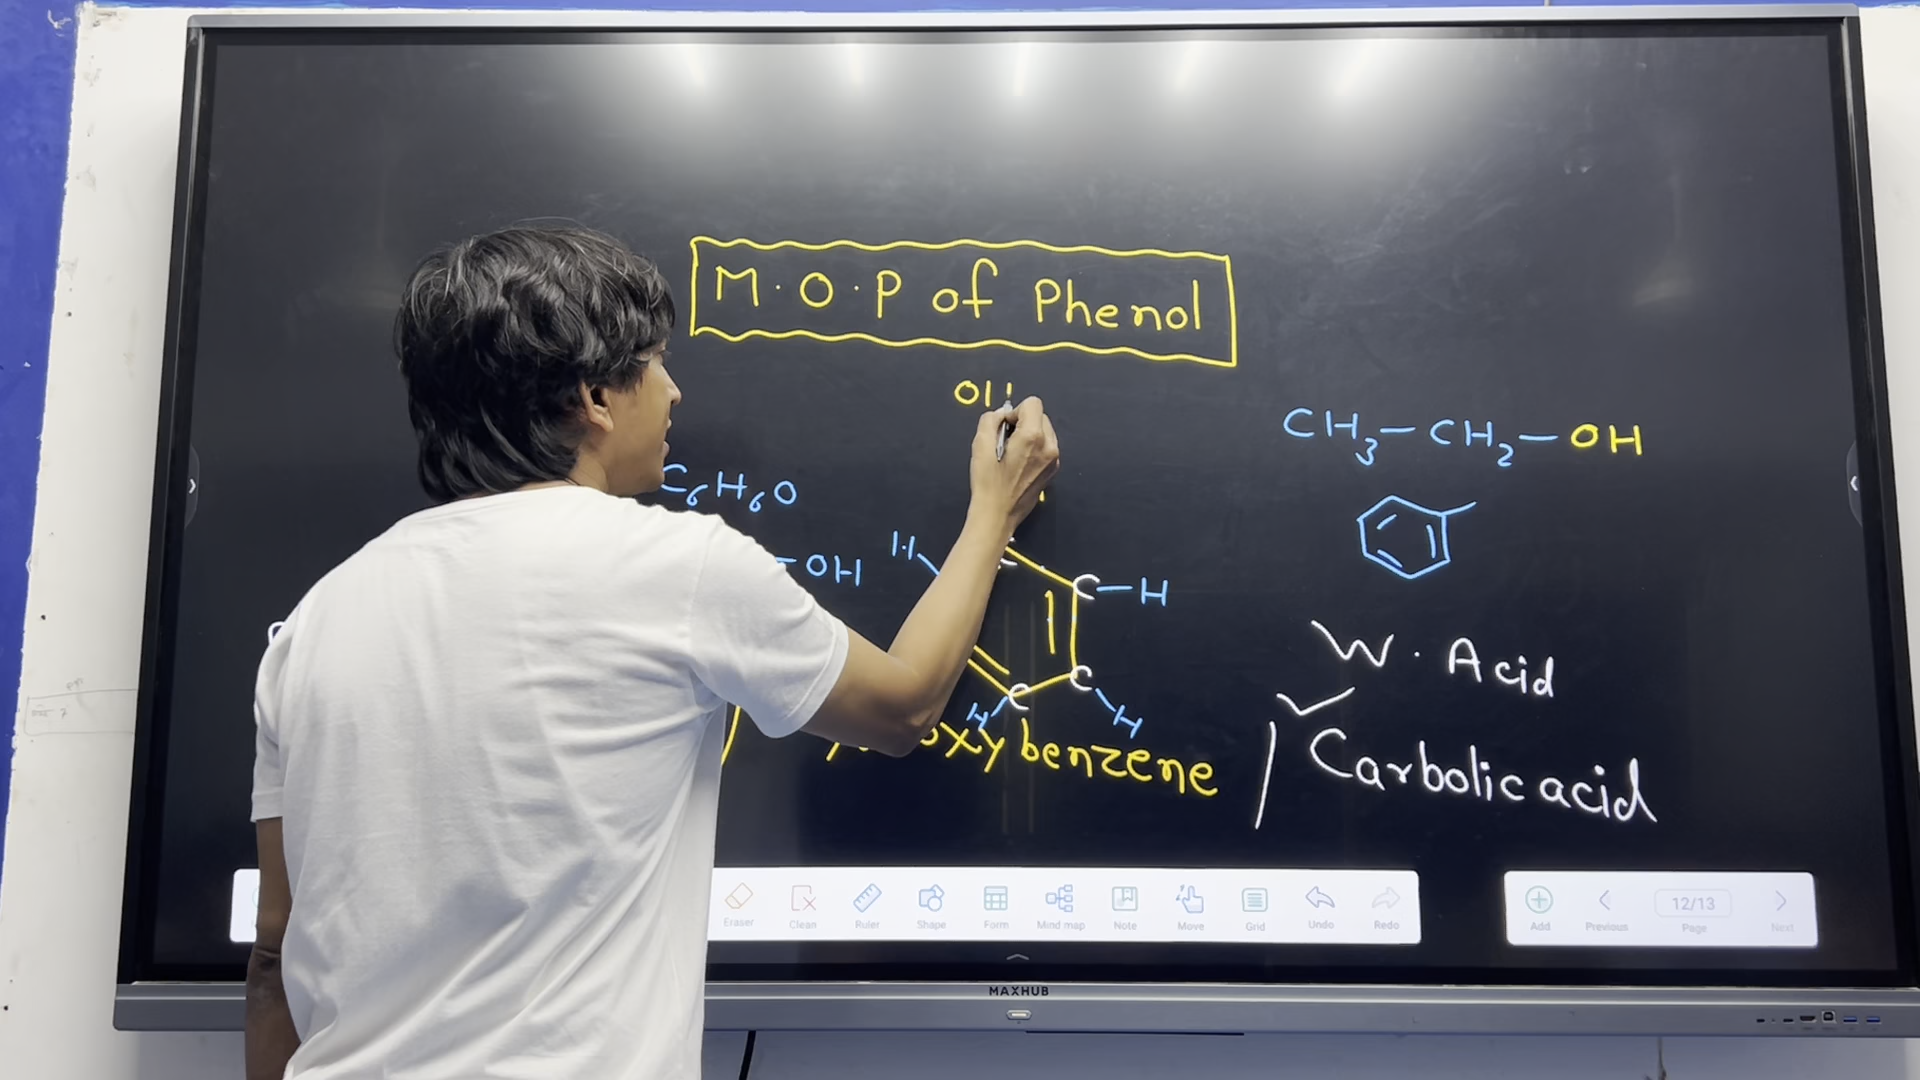 M.O.P of Phenol
OH
CH3-CH2-OH
C6H6O
-OH
H
C
C-H
C
C
H
H
W. Acid
oxybenzene
/ Carbolic acid
Eraser Clean Ruler Shape Form Mind map Note Move Grid Undo Redo
Add Previous 12/13 Page Next
MAXHUB